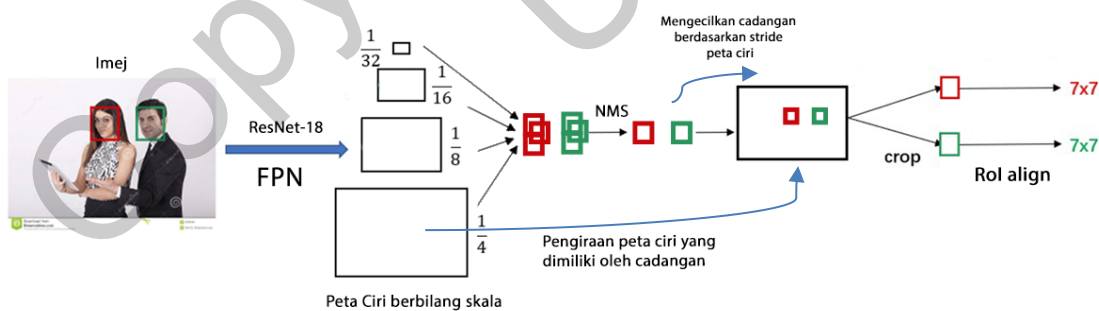 Imej
ResNet-18
FPN
1/32
1/16
1/8
1/4
Peta Ciri berbilang skala
NMS
Mengecilkan cadangan
berdasarkan stride
peta ciri
Pengiraan peta ciri yang
dimiliki oleh cadangan
crop
RoI align
7x7
7x7